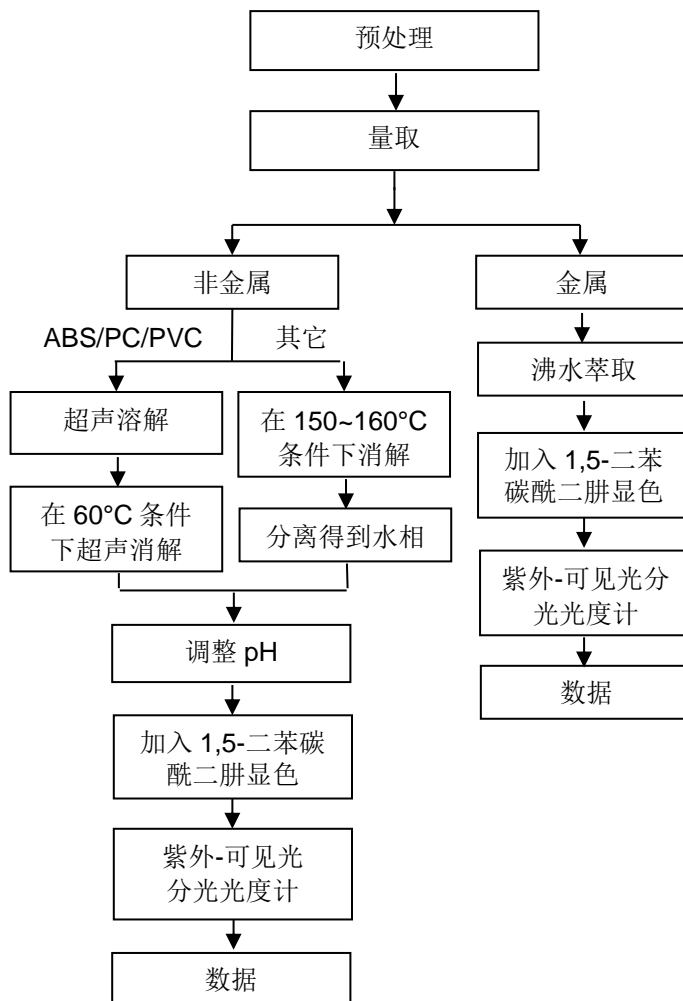 预处理
量取
非金属
金属
ABS/PC/PVC
其它
沸水萃取
超声溶解
在 150~160°C
条件下消解
加入 1,5-二苯
碳酰二肼显色
在 60°C 条件
下超声消解
分离得到水相
紫外-可见光分
光光度计
调整 pH
数据
加入 1,5-二苯碳
酰二肼显色
紫外-可见光
分光光度计
数据